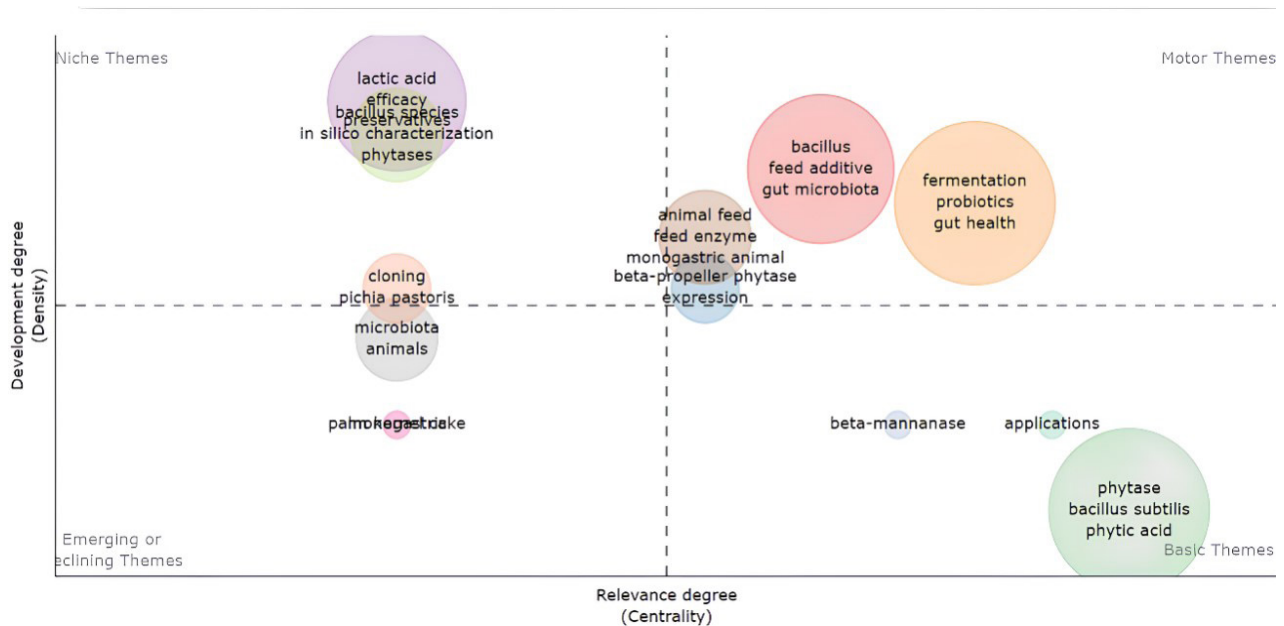 Niche Themes
Motor Themes
lactic acid
efficacy
preservatives
bacillus species
in silico characterization
phytases
bacillus
feed additive
gut microbiota
fermentation
probiotics
gut health
animal feed
feed enzyme
monogastric animal
beta-propeller phytase
expression
cloning
pichia pastoris
microbiota
animals
beta-mannanase
applications
phytase
bacillus subtilis
phytic acid
Emerging or
eclining Themes
Basic Themes
Development degree
(Density)
Relevance degree
(Centrality)